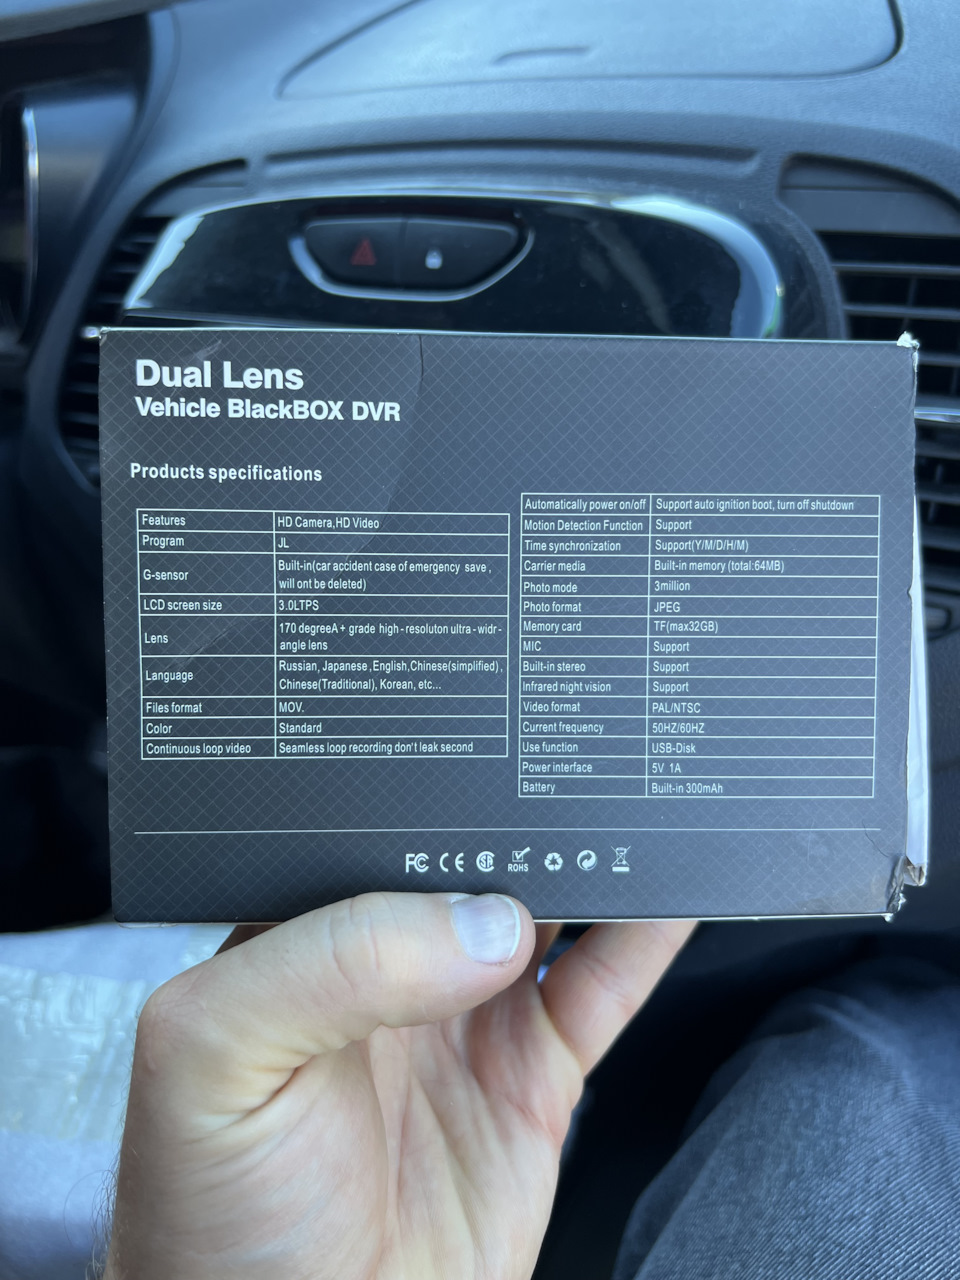 Dual Lens
Vehicle BlackBOX DVR
Products specifications
Features HD Camera,HD Video
Program JL
G-sensor Built-in(car accident case of emergency save,
will ont be deleted)
LCD screen size 3.0LTPS
Lens 170 degreeA+ grade high-resoluton ultra-widr-
angle lens
Language Russian, Japanese,English,Chinese(simplified),
Chinese(Traditional), Korean, etc...
Files format MOV.
Color Standard
Continuous loop video Seamless loop recording don't leak second
Automatically power on/off Support auto ignition boot, turn off shutdown
Motion Detection Function Support
Time synchronization Support(Y/M/D/H/M)
Carrier media Built-in memory (total:64MB)
Photo mode 3million
Photo format JPEG
Memory card TF(max32GB)
MIC Support
Built-in stereo Support
Infrared night vision Support
Video format PAL/NTSC
Current frequency 50HZ/60HZ
Use function USB-Disk
Power interface 5V 1A
Battery Built-in 300mAh
FC CE SA ROHS